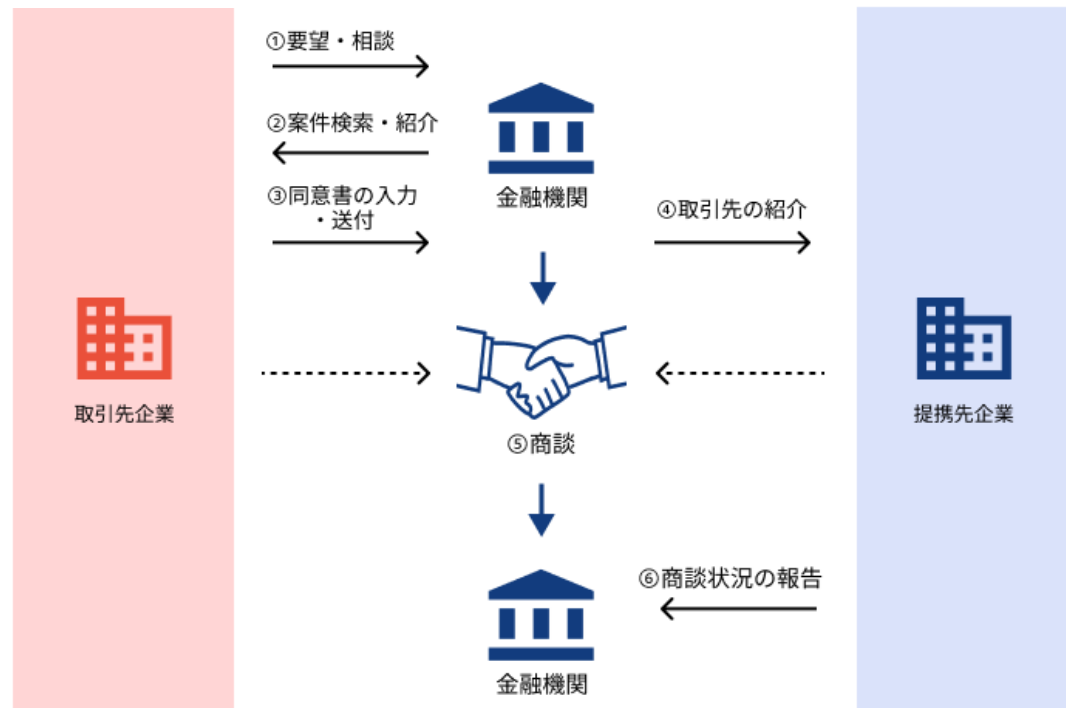 ①要望・相談
②案件検索・紹介
③同意書の入力
・送付
金融機関
④取引先の紹介
取引先企業
提携先企業
⑤商談
⑥商談状況の報告
金融機関